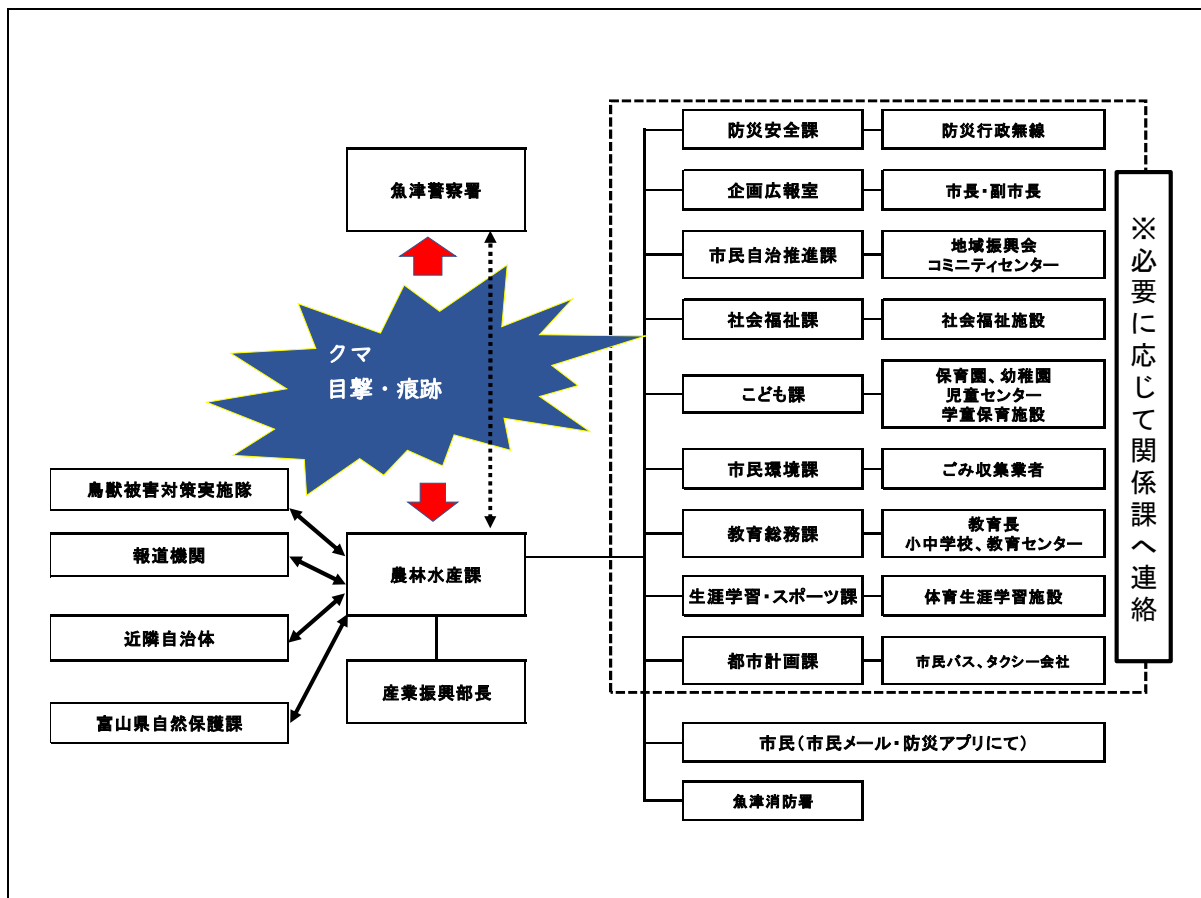 魚津警察署
クマ
目撃・痕跡
鳥獣被害対策実施隊
報道機関
近隣自治体
富山県自然保護課
農林水産課
産業振興部長
防災安全課
防災行政無線
企画広報室
市長・副市長
市民自治推進課
地域振興会
コミニティセンター
社会福祉課
社会福祉施設
こども課
保育園、幼稚園
児童センター
学童保育施設
市民環境課
ごみ収集業者
教育総務課
教育長
小中学校、教育センター
生涯学習・スポーツ課
体育生涯学習施設
都市計画課
市民バス、タクシー会社
市民（市民メール・防災アプリにて）
魚津消防署
※必要に応じて関係課へ連絡